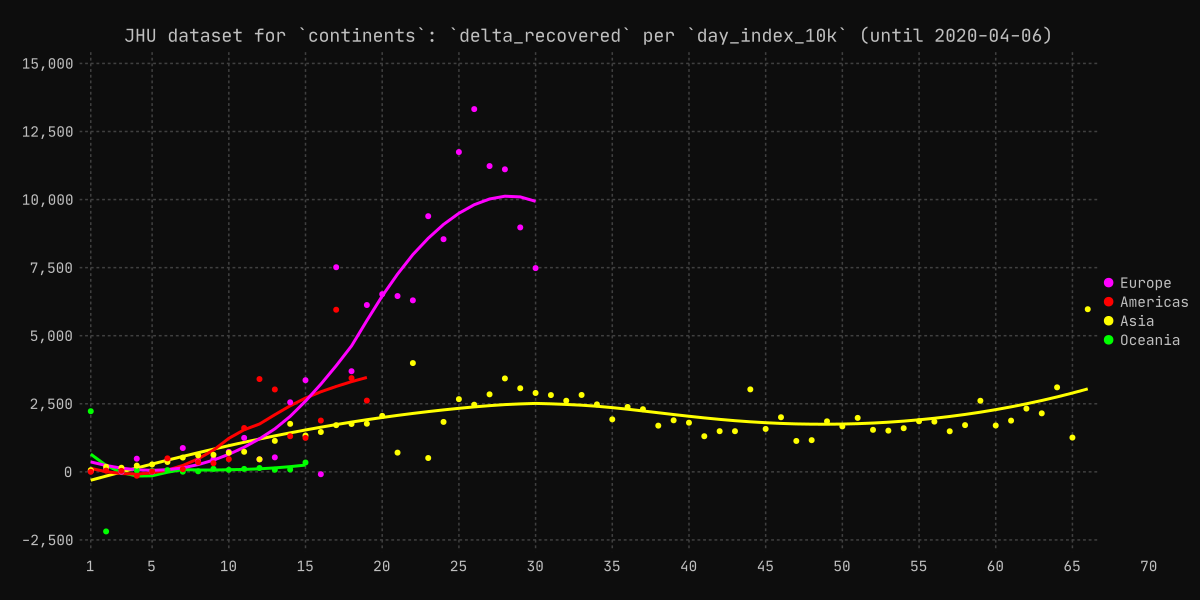 JHU dataset for `continents`: `delta_recovered` per `day_index_10k` (until 2020-04-06)
15,000
12,500
10,000
7,500
5,000
2,500
0
-2,500
1 5 10 15 20 25 30 35 40 45 50 55 60 65 70
Europe
Americas
Asia
Oceania